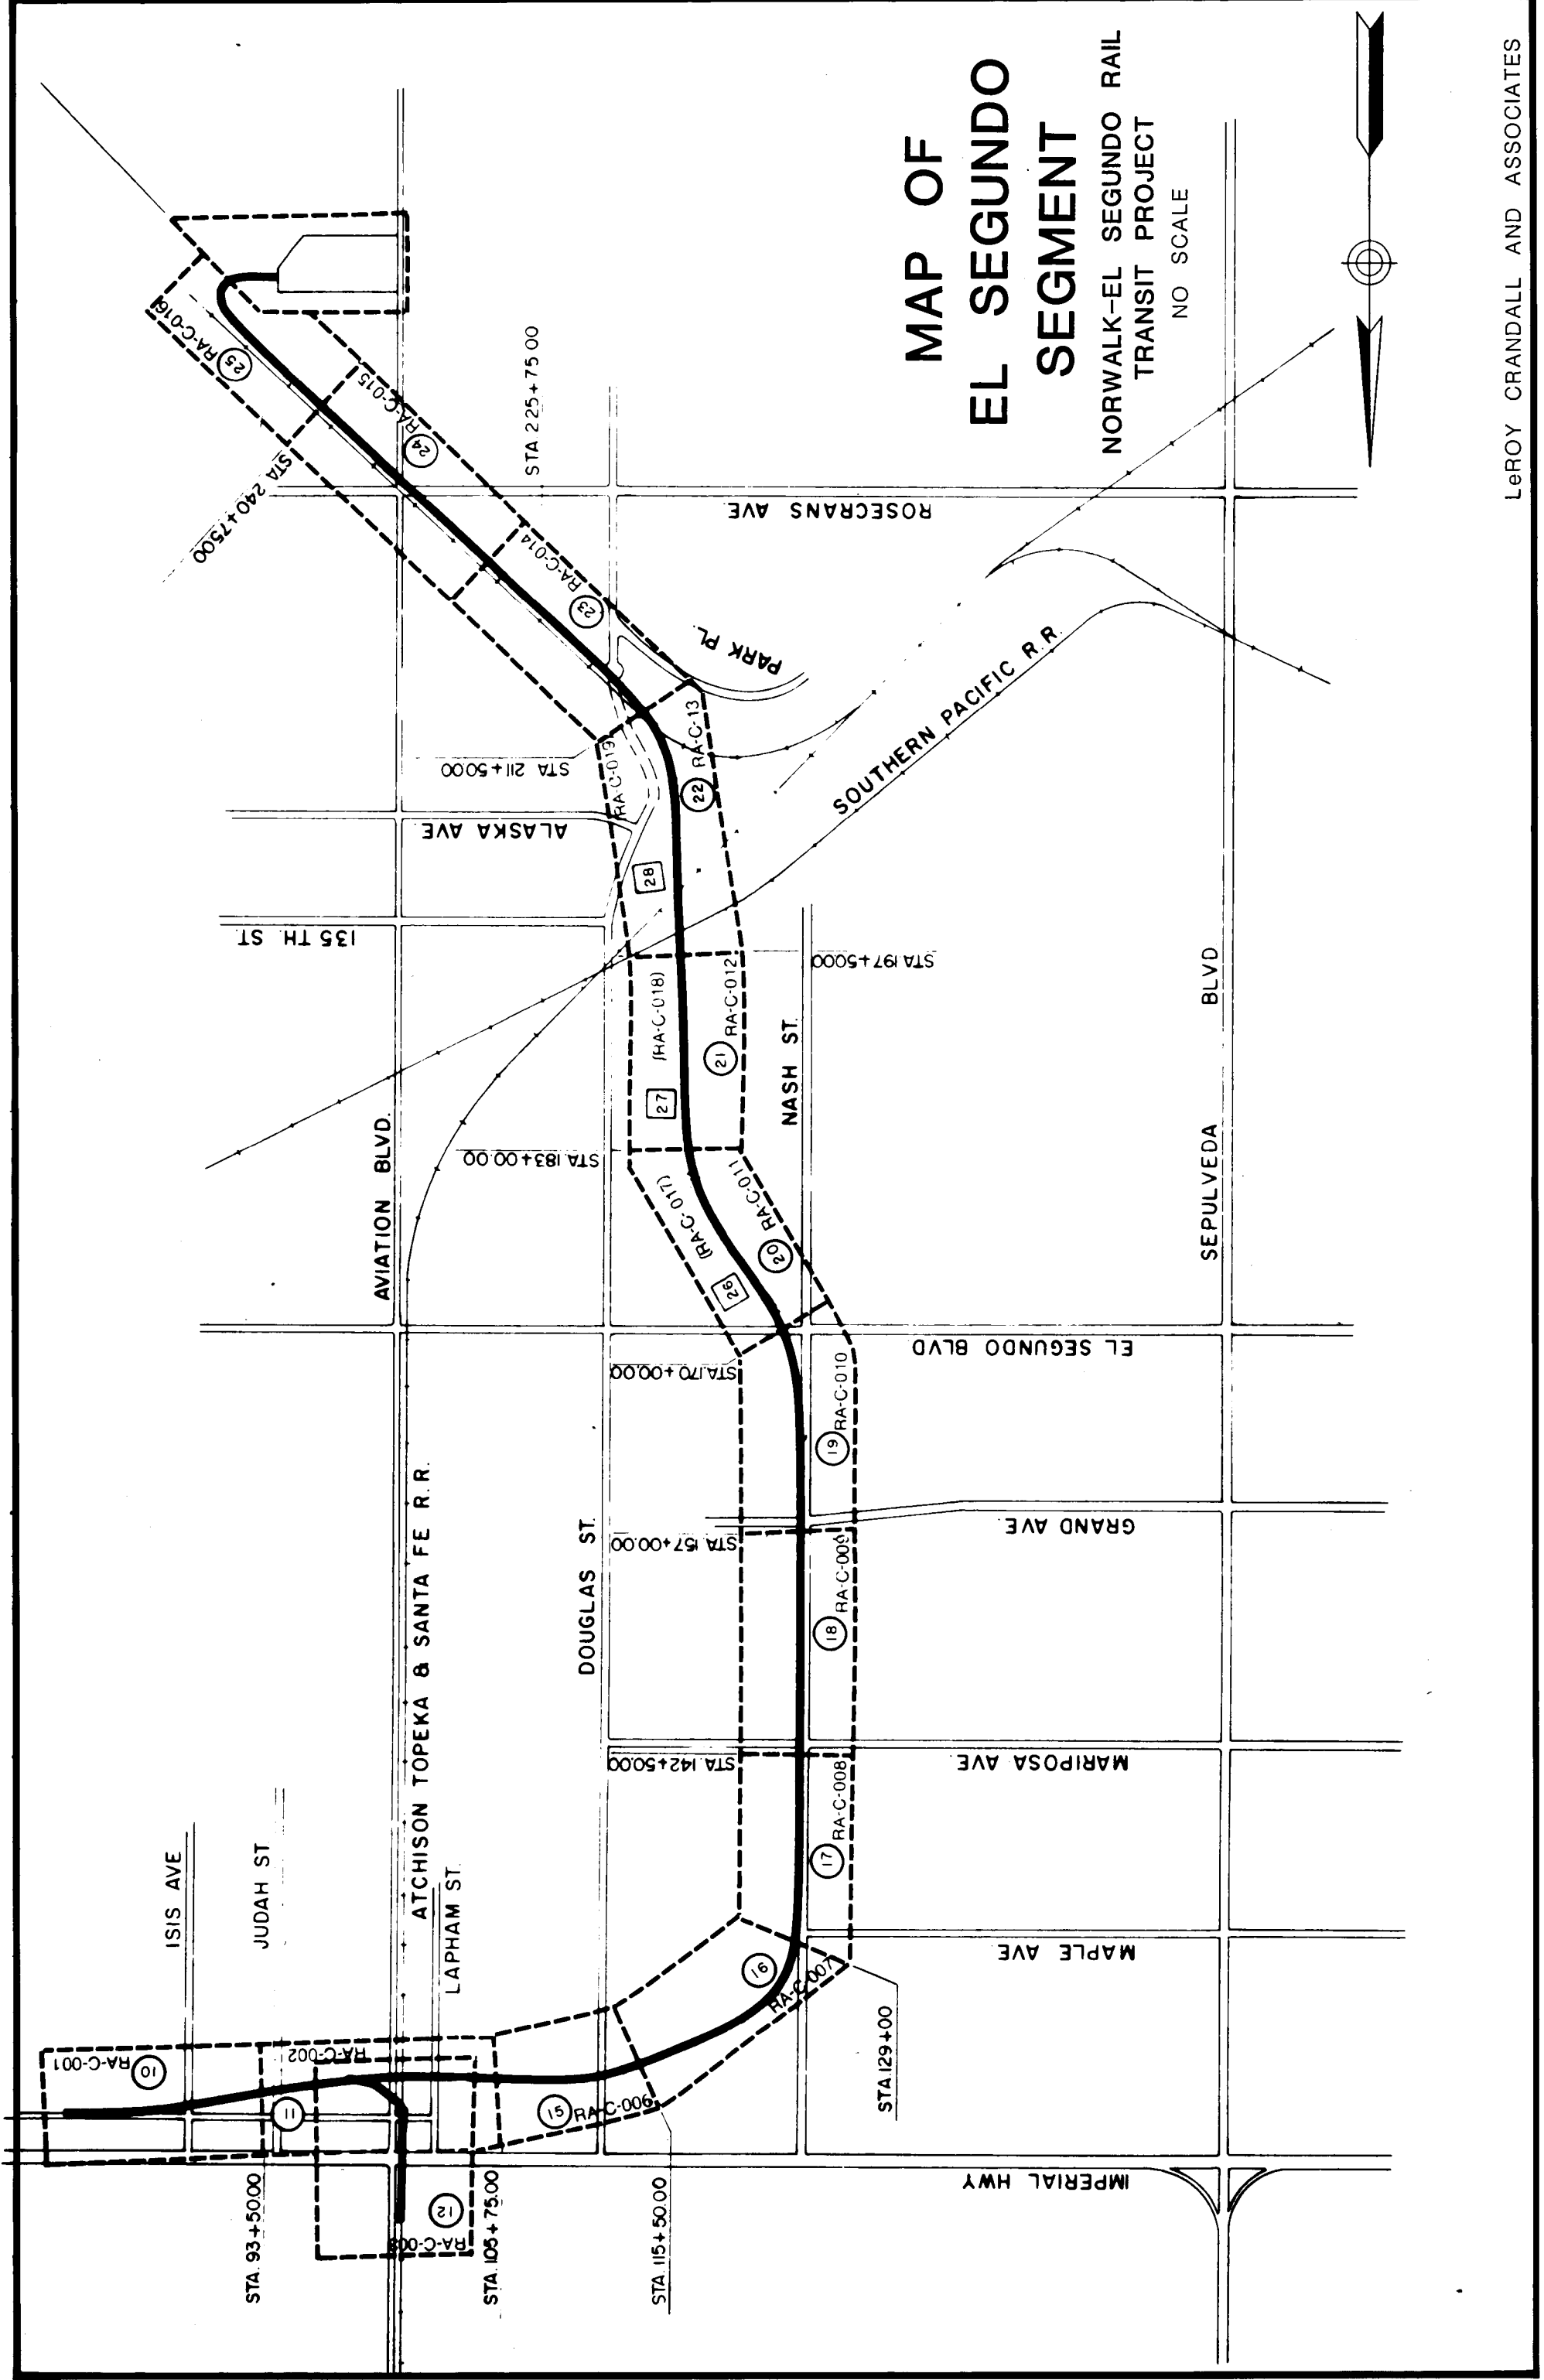 MAP OF
EL SEGUNDO
SEGMENT
NORWALK-EL SEGUNDO RAIL
TRANSIT PROJECT
NO SCALE
LeROY CRANDALL AND ASSOCIATES
ISIS AVE
JUDAH ST
ATCHISON TOPEKA & SANTA FE R.R.
LAPHAM ST.
AVIATION BLVD.
DOUGLAS ST.
NASH ST.
SEPULVEDA BLVD
SOUTHERN PACIFIC R.R.
PARK PL.
IMPERIAL HWY
MAPLE AVE
MARIPOSA AVE
GRAND AVE
EL SEGUNDO BLVD
135 TH ST
ALASKA AVE
ROSECRANS AVE
STA. 93+50.00
STA. 105+75.00
STA. 115+50.00
STA. 129+00
STA. 142+50.00
STA 157+00.00
STA. 170+00.00
STA. 183+00.00
STA 197+50.00
STA 211+50.00
STA 225+75 00
STA 240+75.00
10 RA-C-001
11 RA-C-002
12 RA-C-003
15 RA-C-006
16 RA-C-007
17 RA-C-008
18 RA-C-009
19 RA-C-010
20 RA-C-011
26 (RA-C-017)
21 RA-C-012
27 (RA-C-018)
22 RA-C-13
28 RA-C-019
23 RA-C-014
24 RA-C-015
25 RA-C-016